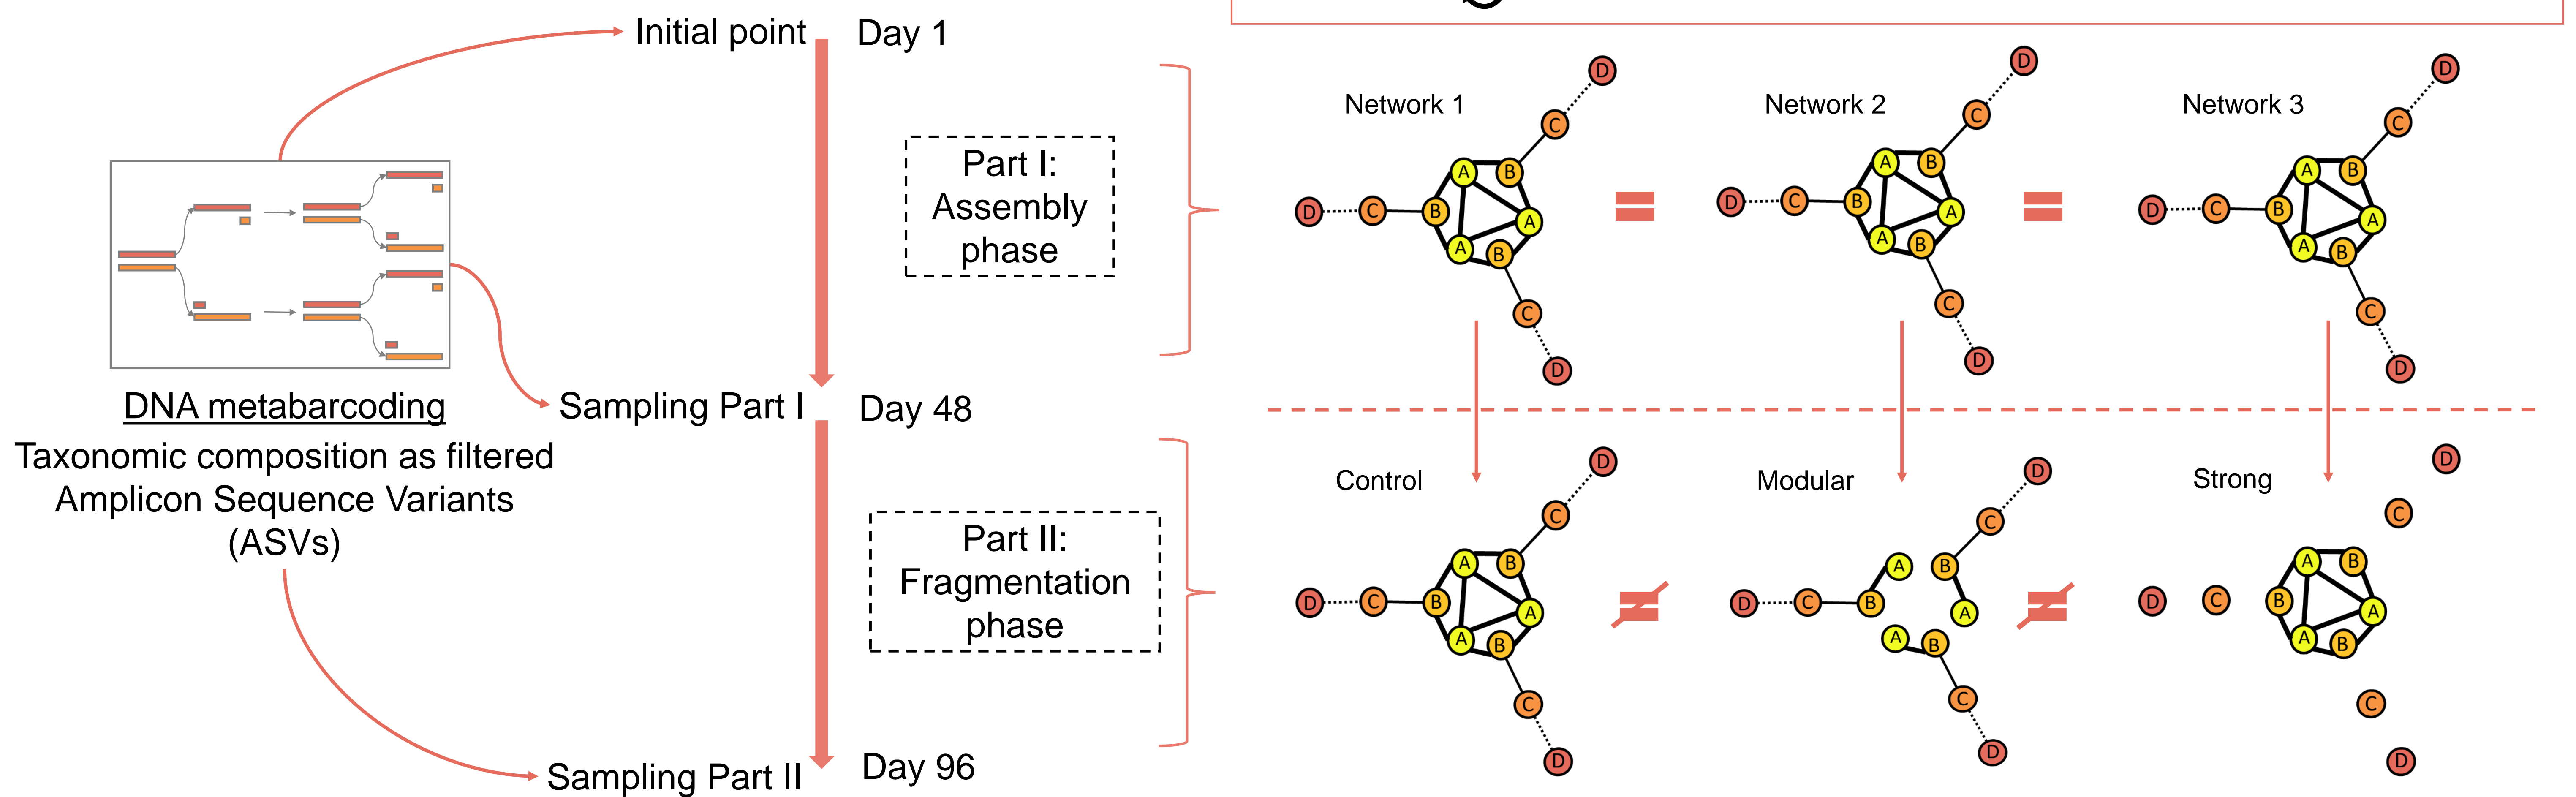 Initial point
Day 1
Part I:
Assembly
phase
DNA metabarcoding
Taxonomic composition as filtered
Amplicon Sequence Variants
(ASVs)
Sampling Part I
Day 48
Part II:
Fragmentation
phase
Sampling Part II
Day 96
Network 1
D
C
A
B
D
C
B
A
A
B
C
D
=
Network 2
D
C
A
B
D
C
B
A
A
B
C
D
=
Network 3
D
C
A
B
D
C
B
A
A
B
C
D
Control
D
C
A
B
D
C
B
A
A
B
C
D
≠
Modular
D
C
A
B
D
C
B
A
A
B
C
D
≠
Strong
D
C
A
B
D
C
B
A
A
B
C
D